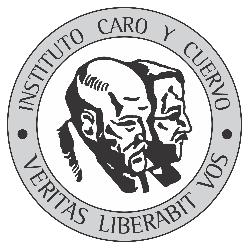 INSTITUTO CARO Y CUERVO
VERITAS LIBERABIT VOS